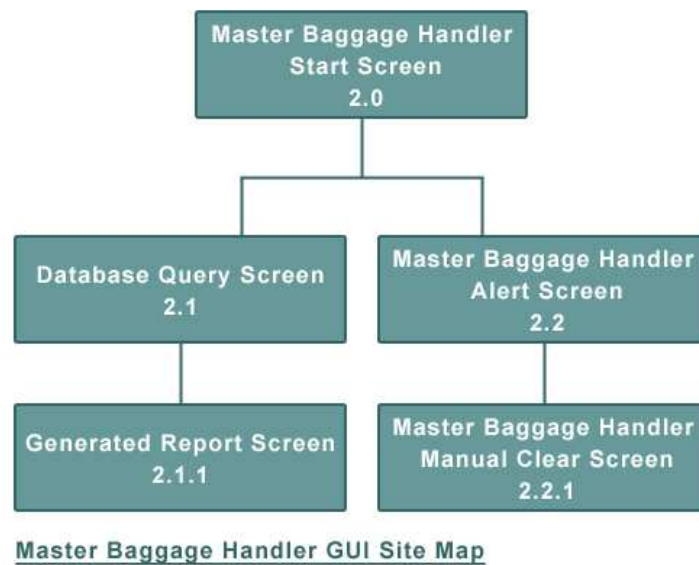 Master Baggage Handler
Start Screen
2.0
Database Query Screen
2.1
Master Baggage Handler
Alert Screen
2.2
Generated Report Screen
2.1.1
Master Baggage Handler
Manual Clear Screen
2.2.1
Master Baggage Handler GUI Site Map